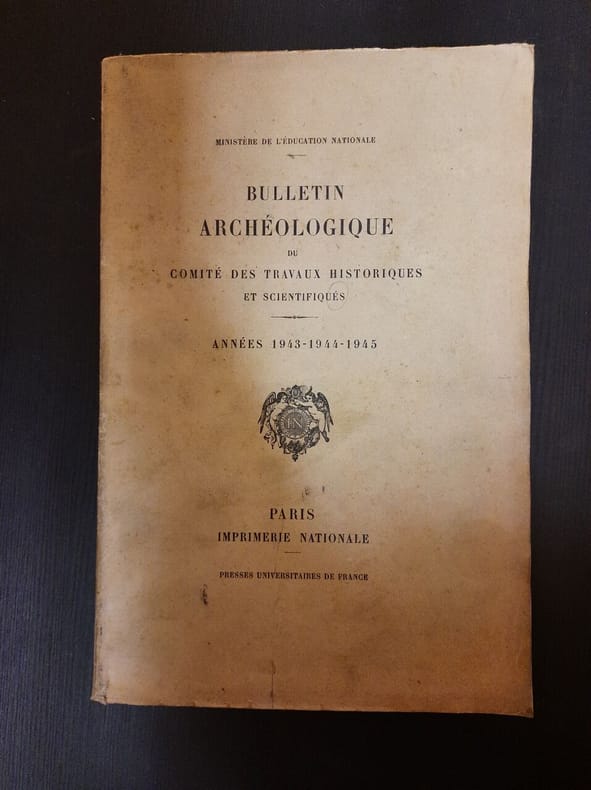 MINISTÈRE DE L'ÉDUCATION NATIONALE
BULLETIN
ARCHÉOLOGIQUE
DU
COMITÉ DES TRAVAUX HISTORIQUES
ET SCIENTIFIQUES
ANNÉES 1943-1944-1945
IN
PARIS
IMPRIMERIE NATIONALE
PRESSES UNIVERSITAIRES DE FRANCE